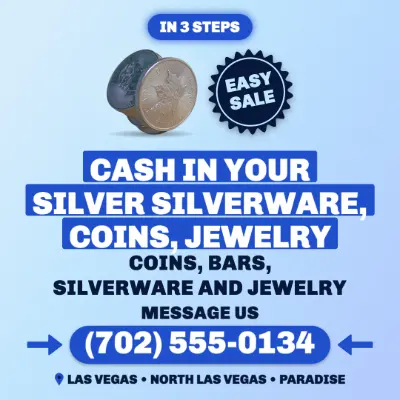 IN 3 STEPS
EASY
SALE
CASH IN YOUR
SILVER SILVERWARE,
COINS, JEWELRY
COINS, BARS,
SILVERWARE AND JEWELRY
MESSAGE US
(702) 555-0134
LAS VEGAS • NORTH LAS VEGAS • PARADISE